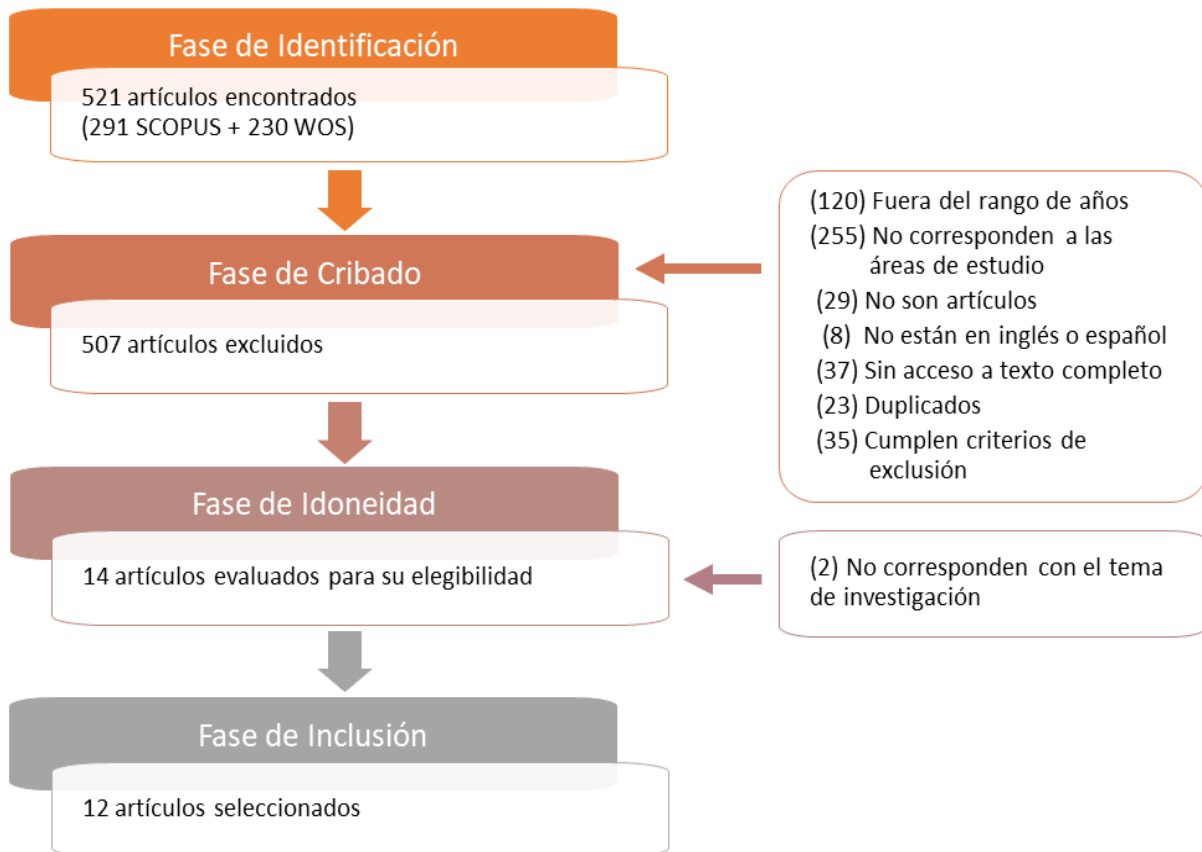 Fase de Identificación
521 artículos encontrados
(291 SCOPUS + 230 WOS)
Fase de Cribado
507 artículos excluidos
(120) Fuera del rango de años
(255) No corresponden a las
áreas de estudio
(29) No son artículos
(8) No están en inglés o español
(37) Sin acceso a texto completo
(23) Duplicados
(35) Cumplen criterios de
exclusión
Fase de Idoneidad
14 artículos evaluados para su elegibilidad
(2) No corresponden con el tema
de investigación
Fase de Inclusión
12 artículos seleccionados